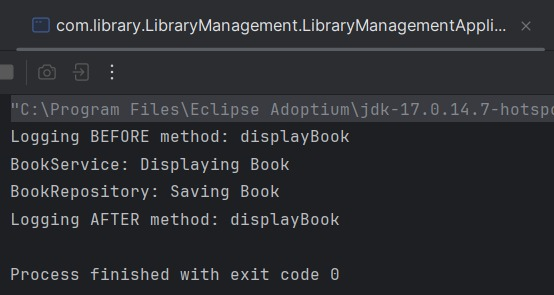 com.library.LibraryManagement.LibraryManagementAppli...
"C:\Program Files\Eclipse Adoptium\jdk-17.0.14.7-hotspo
Logging BEFORE method: displayBook
BookService: Displaying Book
BookRepository: Saving Book
Logging AFTER method: displayBook
Process finished with exit code 0